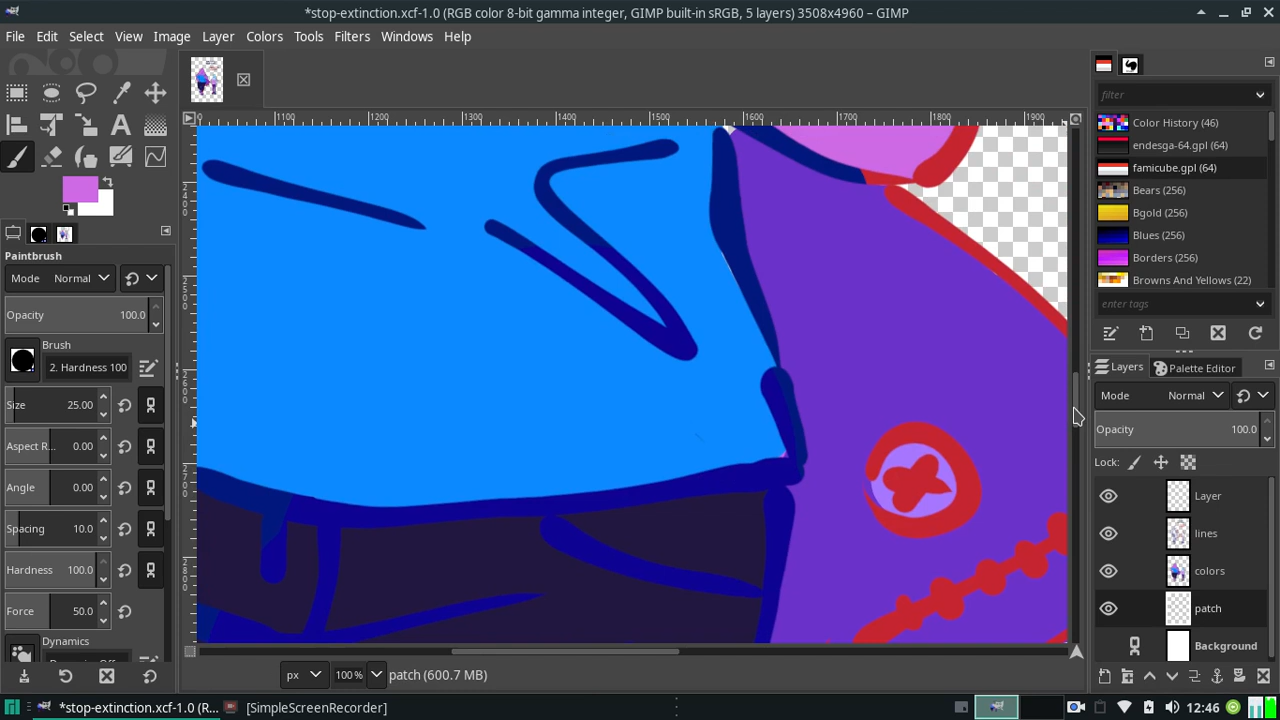 *stop-extinction.xcf-1.0 (RGB color 8-bit gamma integer, GIMP built-in sRGB, 5 layers) 3508x4960 – GIMP
File Edit Select View Image Layer Colors Tools Filters Windows Help
Paintbrush
Mode Normal
Opacity 100.0
Brush
2. Hardness 100
Size 25.00
Aspect R... 0.00
Angle 0.00
Spacing 10.0
Hardness 100.0
Force 50.0
Dynamics
0 1100 1200 1300 1400 1500 1600 1700 1800 1900
2400
2500
2600
2700
2800
px 100 % patch (600.7 MB)
filter
Color History (46)
endesga-64.gpl (64)
famicube.gpl (64)
Bears (256)
Bgold (256)
Blues (256)
Borders (256)
Browns And Yellows (22)
enter tags
Layers Palette Editor
Mode Normal
Opacity 100.0
Lock:
Layer
lines
colors
patch
Background
*stop-extinction.xcf-1.0 (R... [SimpleScreenRecorder] 12:46